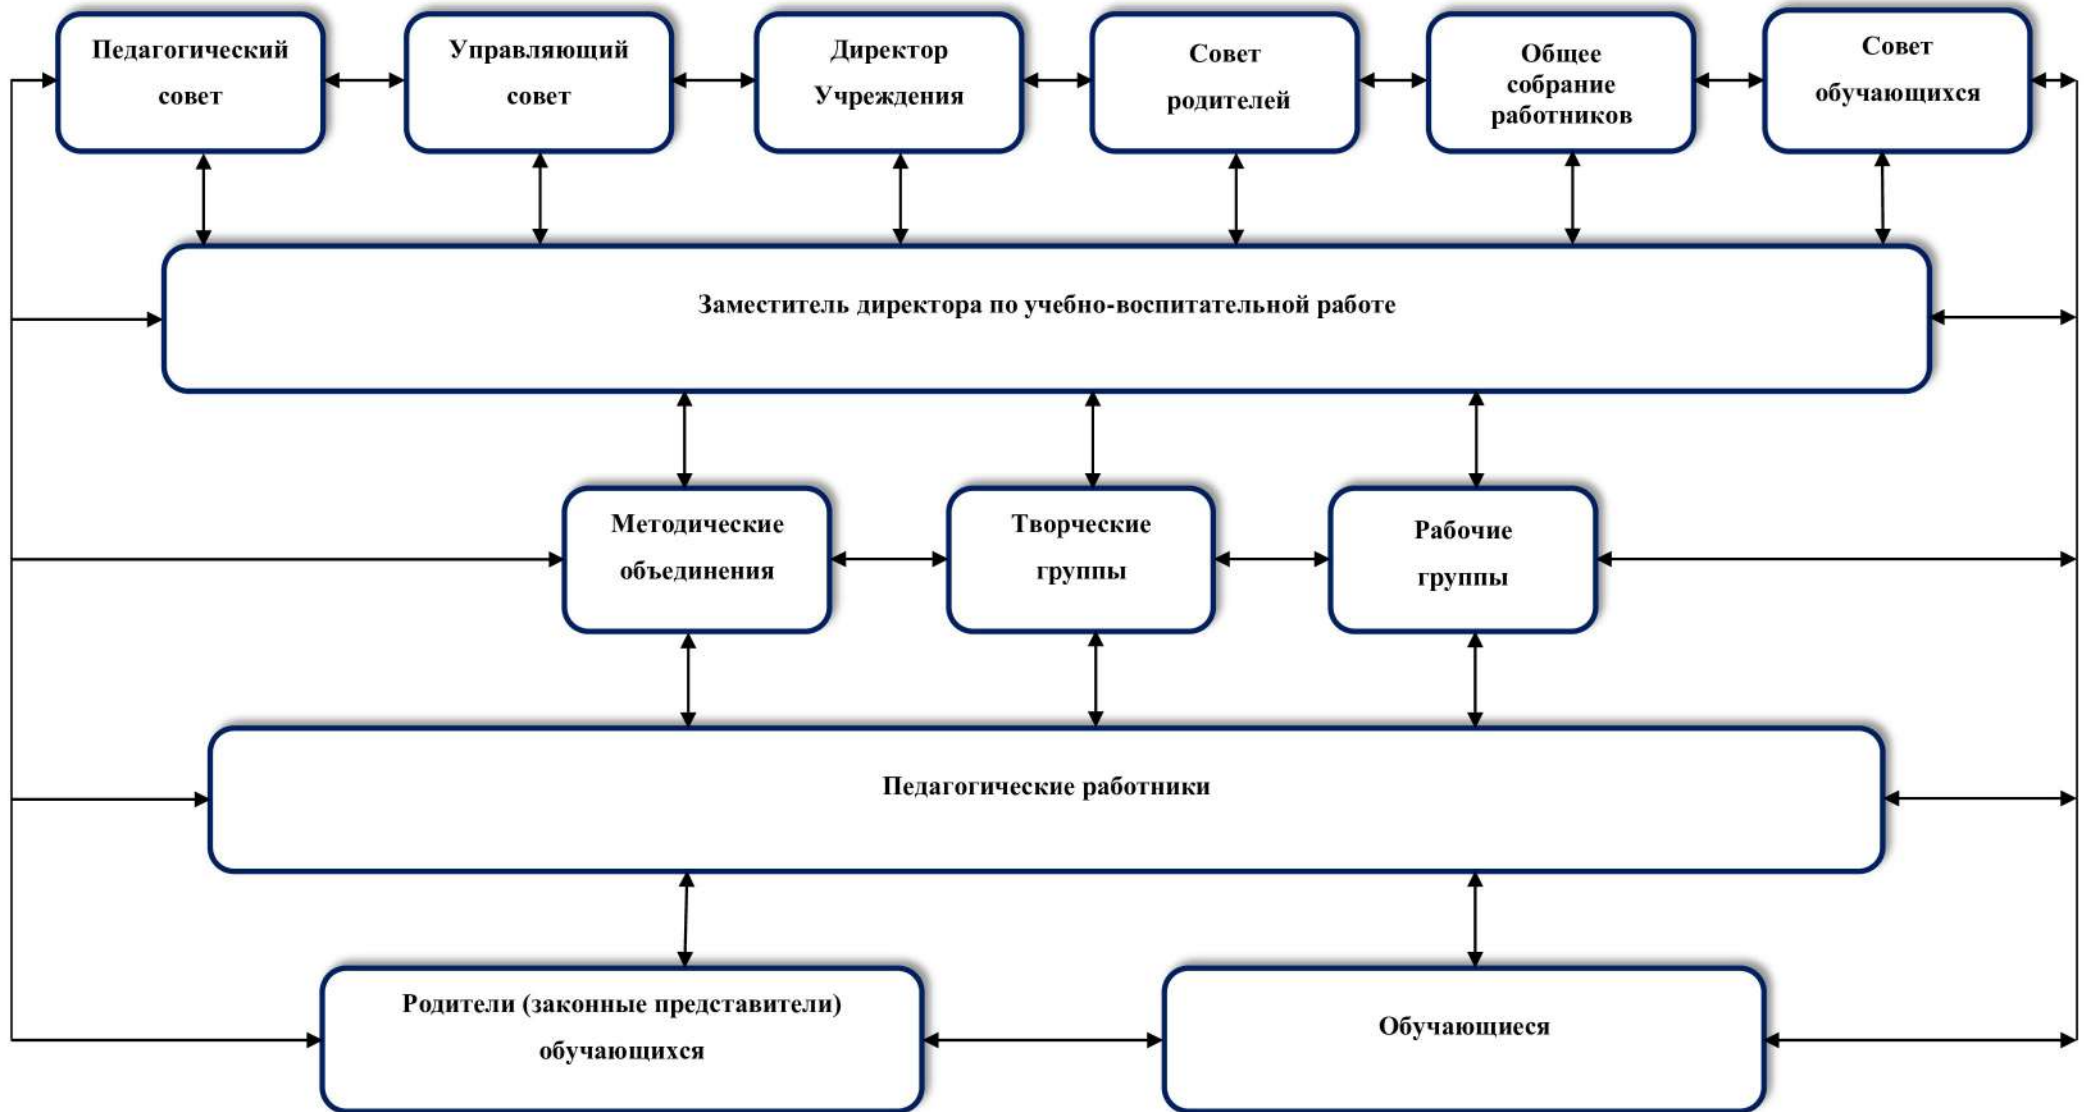 Педагогический
совет
Управляющий
совет
Директор
Учреждения
Совет
родителей
Общее
собрание
работников
Совет
обучающихся
Заместитель директора по учебно-воспитательной работе
Методические
объединения
Творческие
группы
Рабочие
группы
Педагогические работники
Родители (законные представители)
обучающихся
Обучающиеся